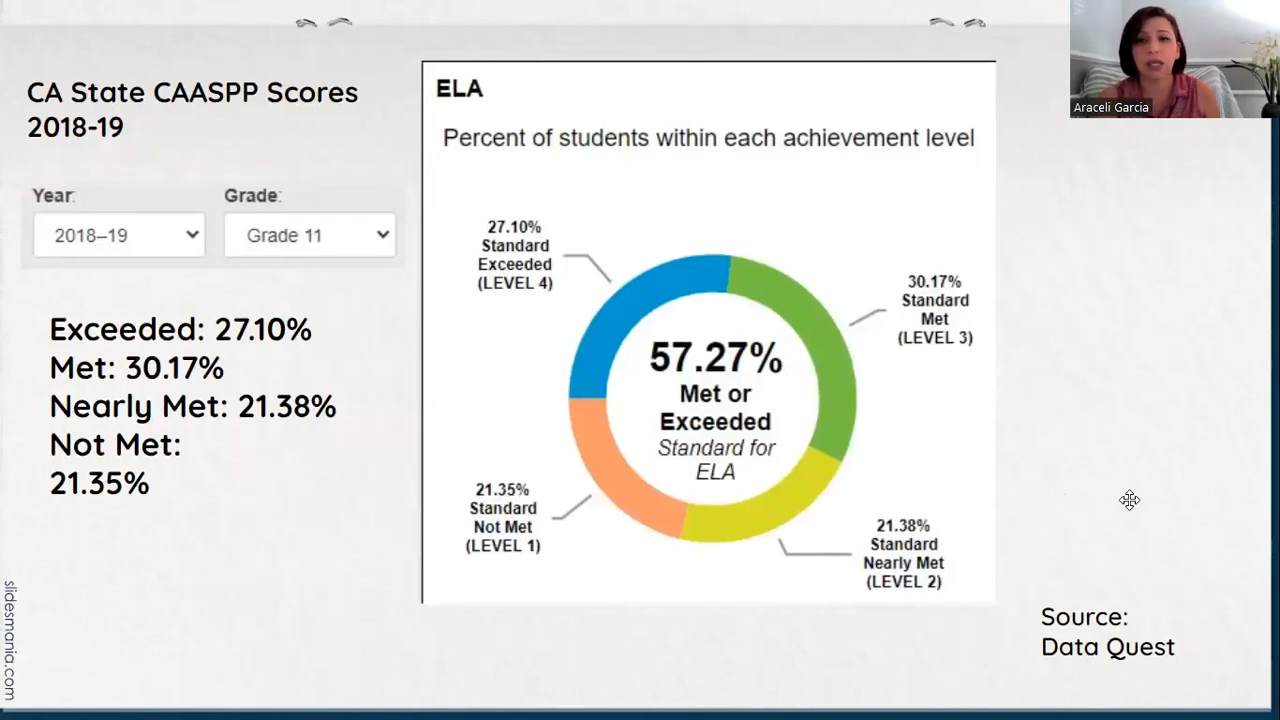 CA State CAASPP Scores
2018-19
Year:
Grade:
2018–19
Grade 11
Exceeded: 27.10%
Met: 30.17%
Nearly Met: 21.38%
Not Met:
21.35%
ELA
Percent of students within each achievement level
27.10%
Standard
Exceeded
(LEVEL 4)
30.17%
Standard
Met
(LEVEL 3)
57.27%
Met or
Exceeded
Standard for
ELA
21.35%
Standard
Not Met
(LEVEL 1)
21.38%
Standard
Nearly Met
(LEVEL 2)
Araceli Garcia
Source:
Data Quest
slidesmania.com